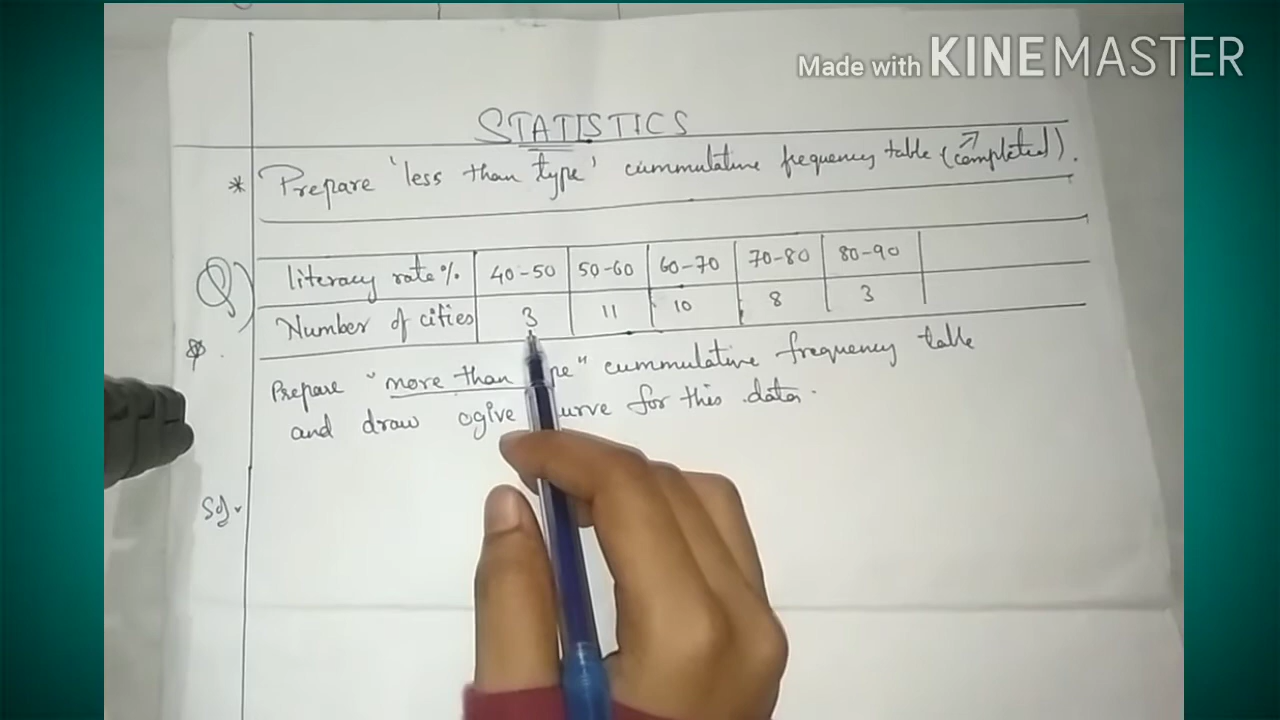 Made with KINEMASTER
STATISTICS
* Prepare 'less than type' cummulative frequency table (completed).
Q) literacy rate% 40-50 50-60 60-70 70-80 80-90
Number of cities 3 11 10 8 3
Prepare "more than pe" cummulative frequency table
and draw ogive urve for this data.
Sol.